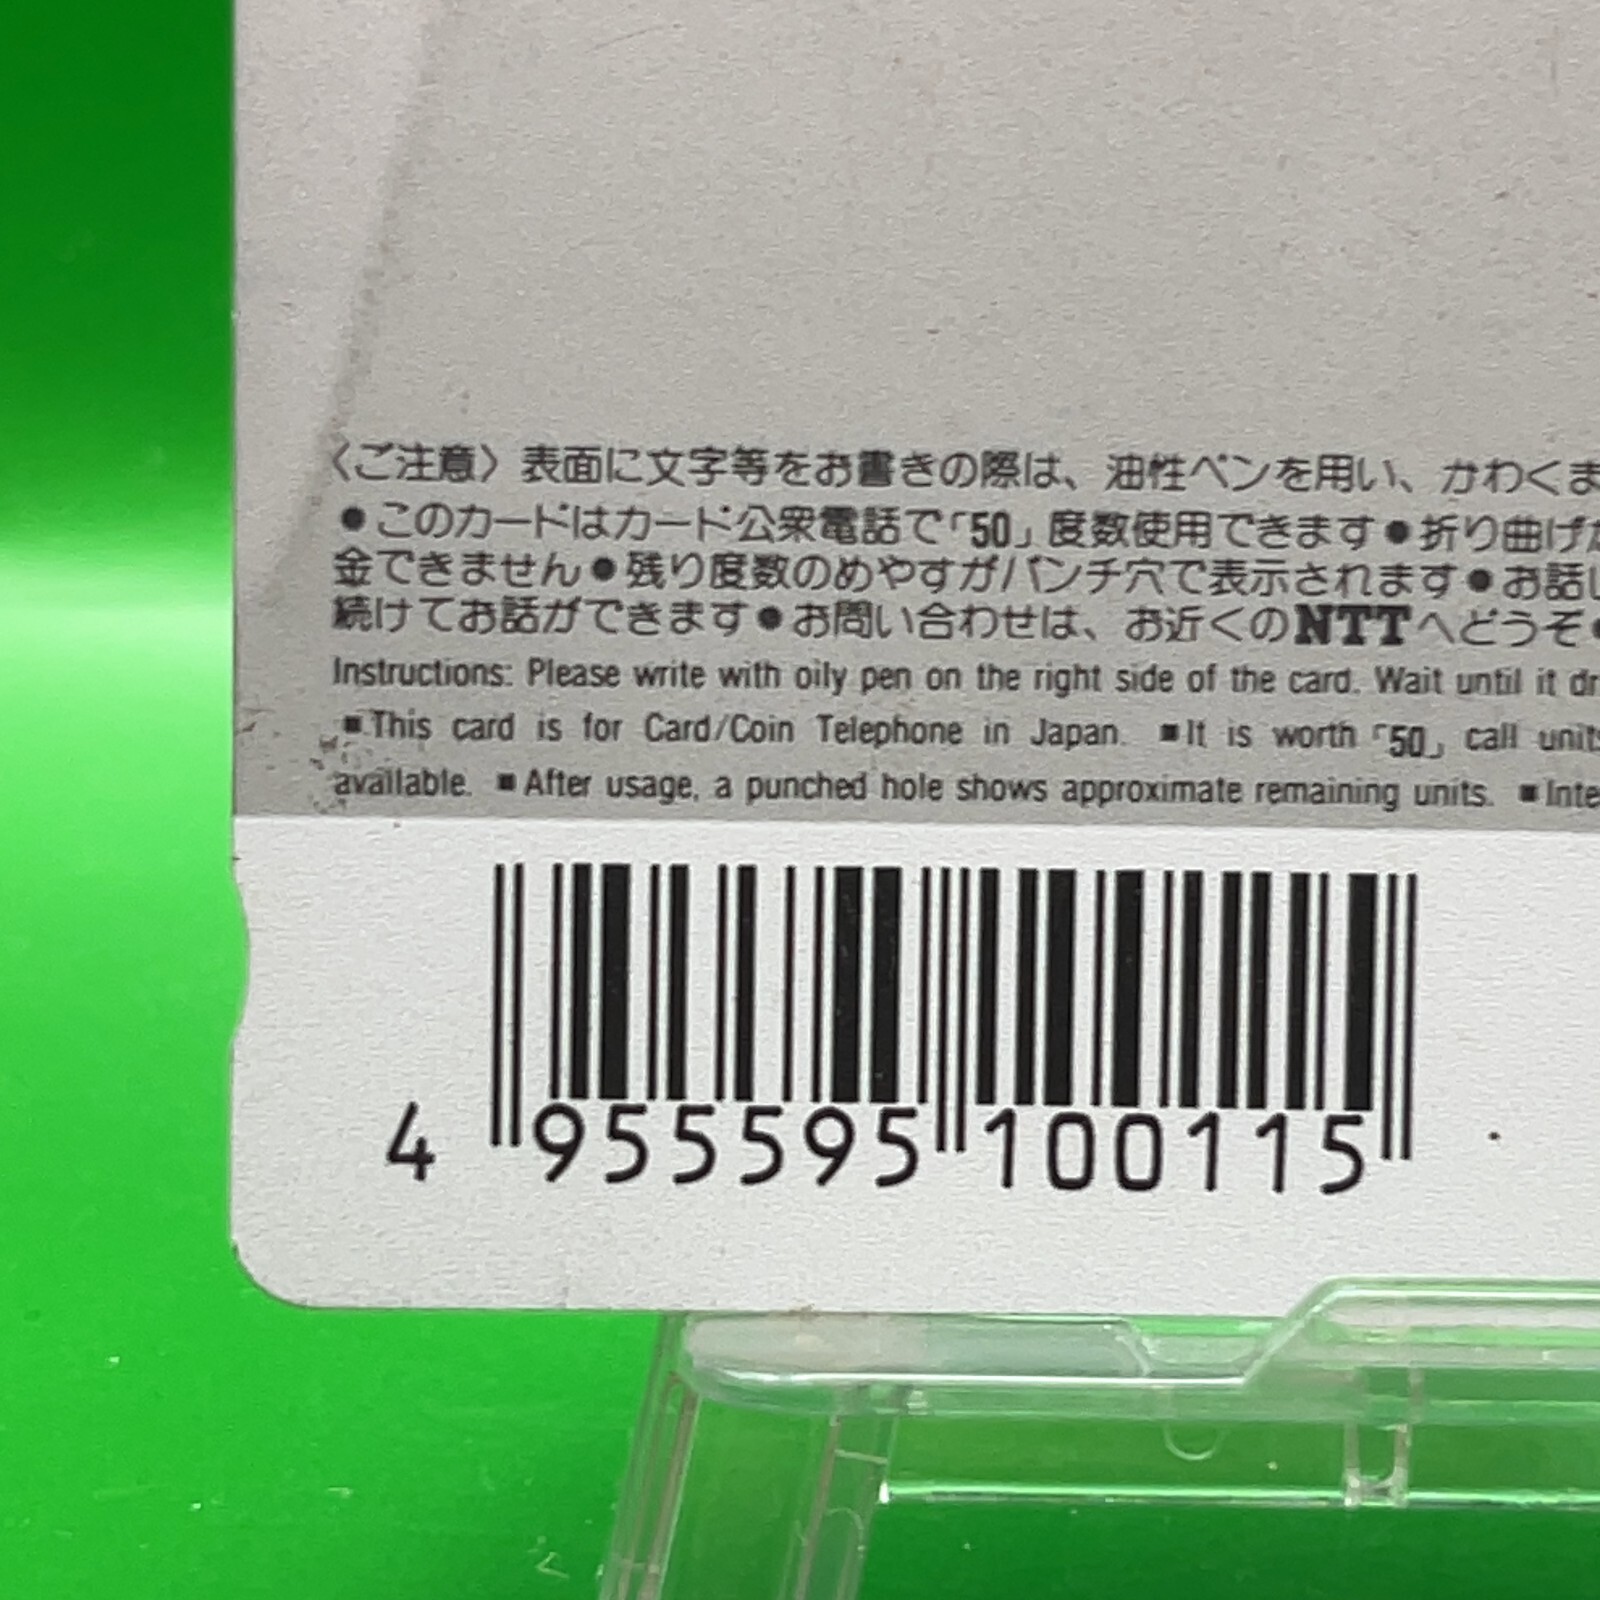 〈ご注意〉表面に文字等をお書きの際は、油性ペンを用い、かわくま
●このカードはカード公衆電話で「50」度数使用できます●折り曲げ
金できません●残り度数のめやすがパンチ穴で表示されます●お話し
続けてお話ができます●お問い合わせは、お近くのNTTへどうぞ●
Instructions: Please write with oily pen on the right side of the card. Wait until it dr
■This card is for Card/Coin Telephone in Japan. ■It is worth「50」call units
available. ■After usage, a punched hole shows approximate remaining units. ■Inte
4 955595 100115